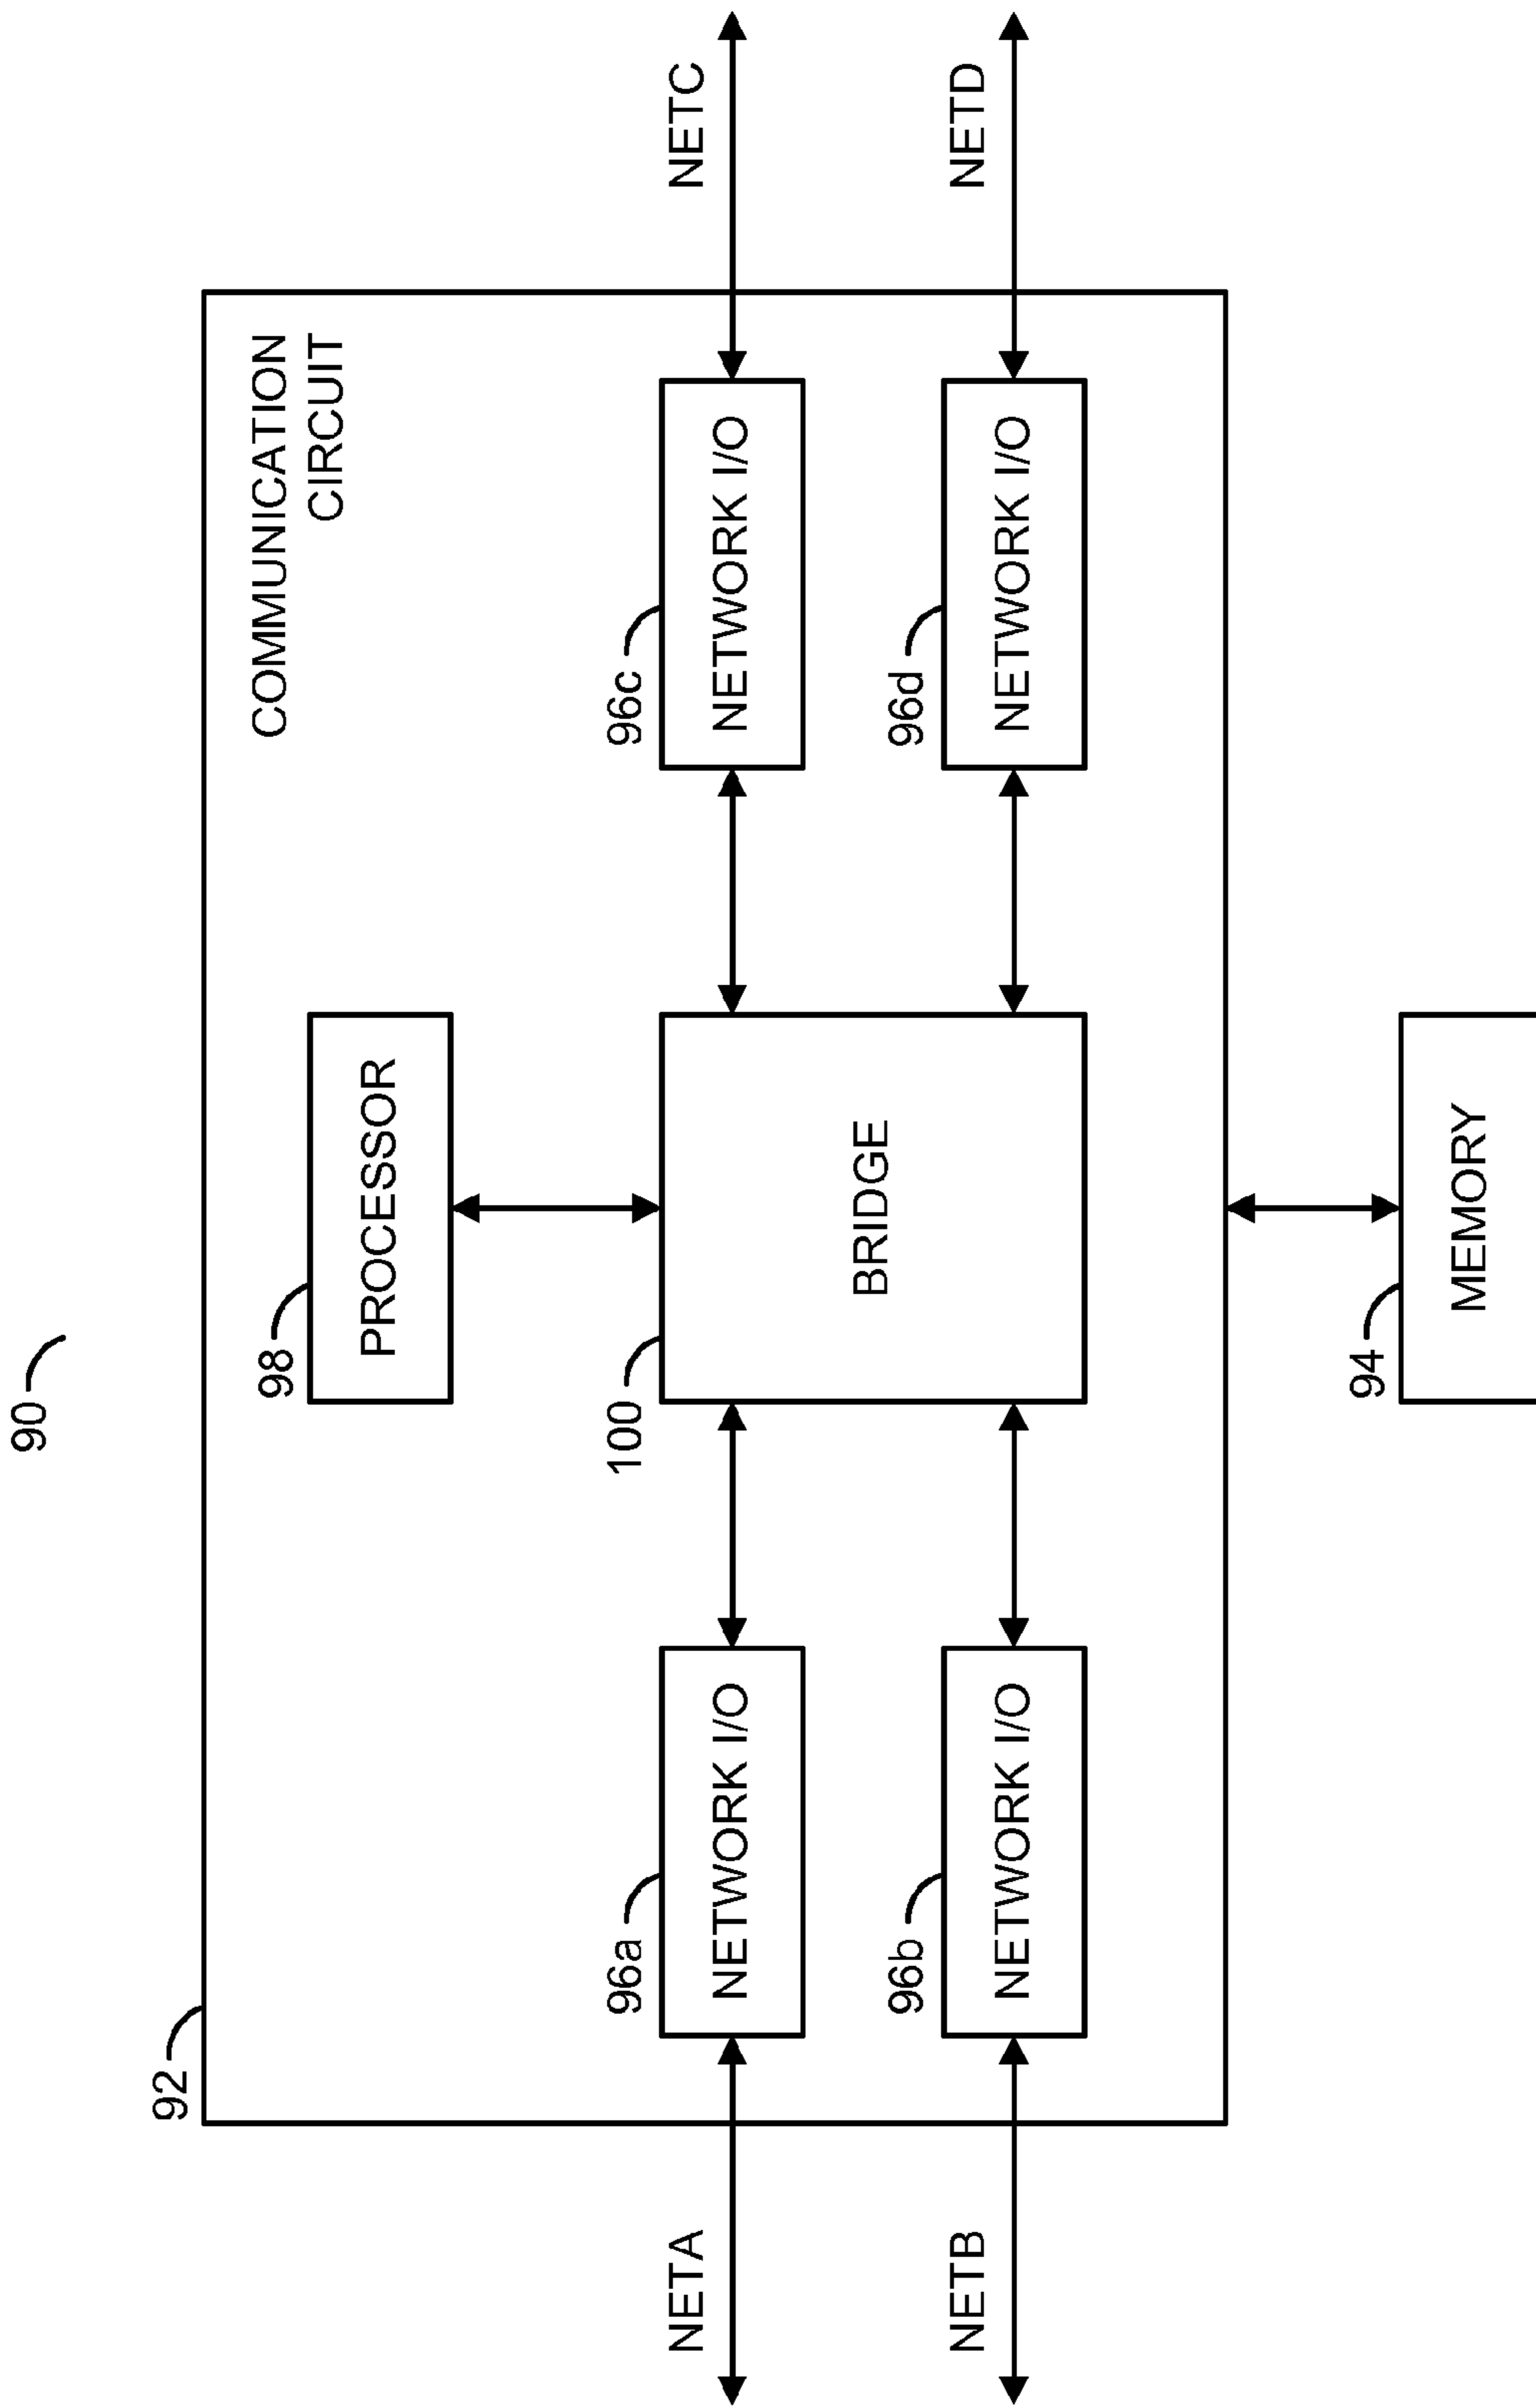 90
92
COMMUNICATION
CIRCUIT
98
PROCESSOR
NETA
96a
NETWORK I/O
100
BRIDGE
96c
NETWORK I/O
NETC
NETB
96b
NETWORK I/O
96d
NETWORK I/O
NETD
94
MEMORY